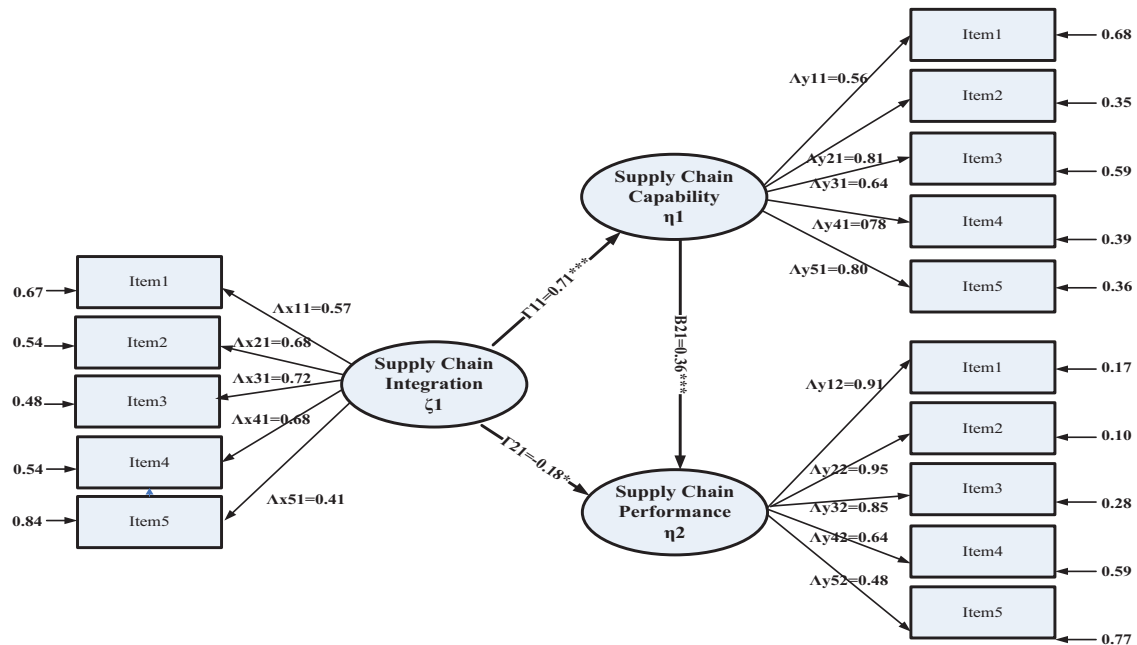 Item1
0.68
Λy11=0.56
Item2
0.35
Λy21=0.81
Item3
0.59
Λy31=0.64
Supply Chain
Capability
η1
Item4
0.39
Λy41=078
Item5
0.36
Λy51=0.80
Γ11=0.71***
B21=0.36***
Item1
0.67
Λx11=0.57
Item2
0.54
Λx21=0.68
Item3
0.48
Λx31=0.72
Item4
0.54
Λx41=0.68
Item5
0.84
Λx51=0.41
Supply Chain
Integration
ζ1
Γ21=-0.18*
Item1
0.17
Λy12=0.91
Item2
0.10
Λy22=0.95
Item3
0.28
Λy32=0.85
Supply Chain
Performance
η2
Item4
0.59
Λy42=0.64
Item5
0.77
Λy52=0.48